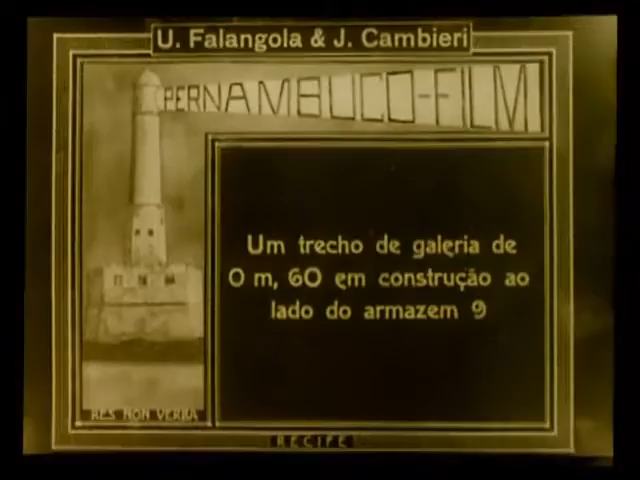 U. Falangola & J. Cambieri
PERNAMBUCO-FILM
Um trecho de galeria de
0 m, 60 em construção ao
lado do armazem 9
RES NON VERBA
RECIFE